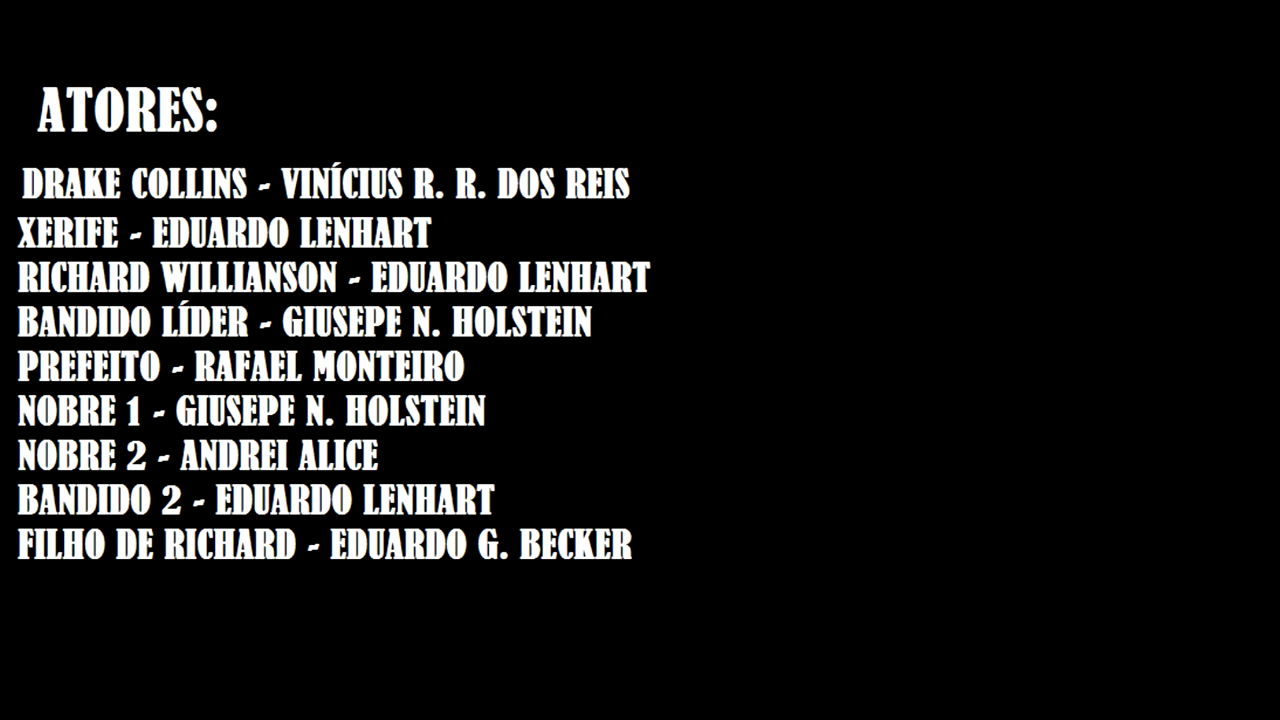 ATORES:
DRAKE COLLINS - VINÍCIUS R. R. DOS REIS
XERIFE - EDUARDO LENHART
RICHARD WILLIANSON - EDUARDO LENHART
BANDIDO LÍDER - GIUSEPE N. HOLSTEIN
PREFEITO - RAFAEL MONTEIRO
NOBRE 1 - GIUSEPE N. HOLSTEIN
NOBRE 2 - ANDREI ALICE
BANDIDO 2 - EDUARDO LENHART
FILHO DE RICHARD - EDUARDO G. BECKER